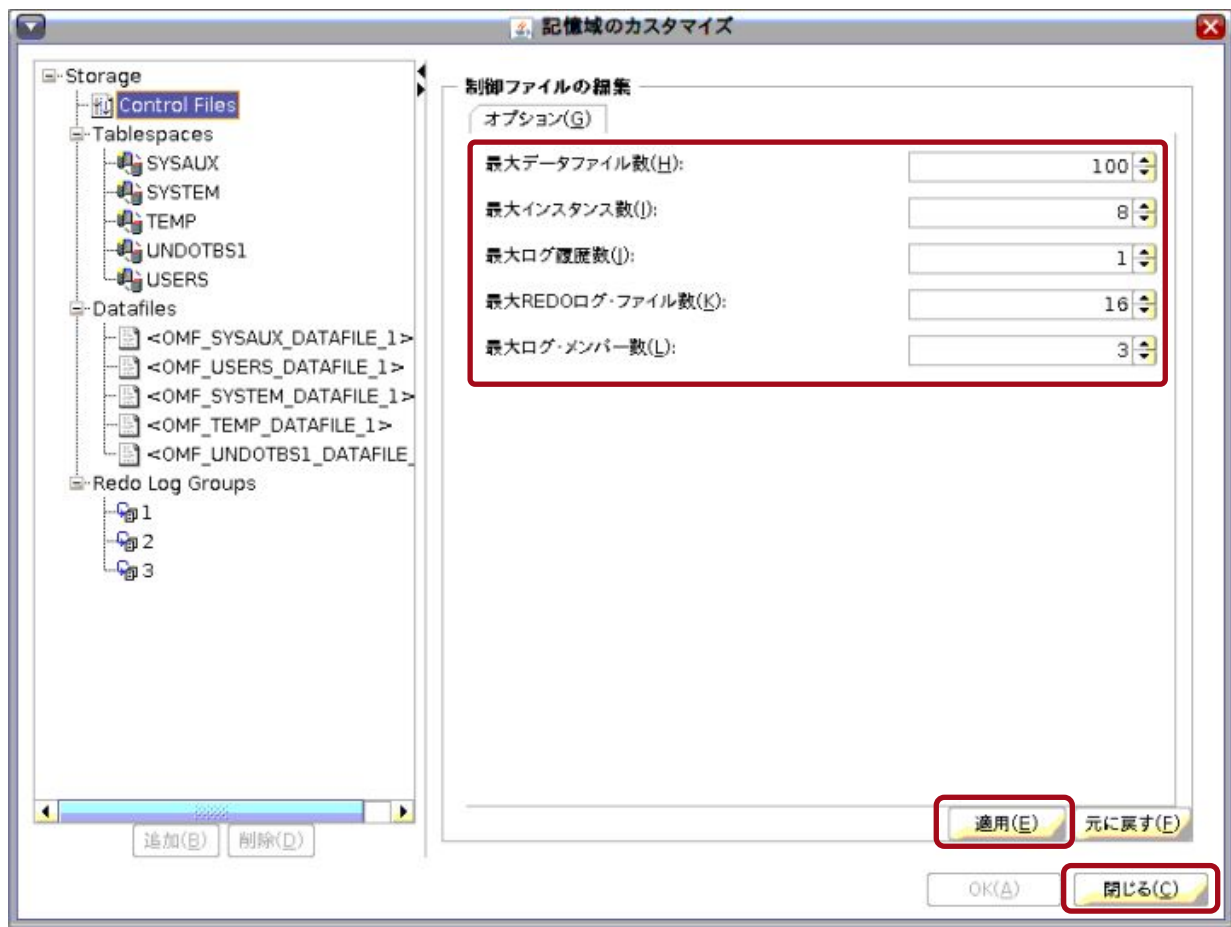 記憶域のカスタマイズ
Storage
Control Files
Tablespaces
SYSAUX
SYSTEM
TEMP
UNDOTBS1
USERS
Datafiles
<OMF_SYSAUX_DATAFILE_1>
<OMF_USERS_DATAFILE_1>
<OMF_SYSTEM_DATAFILE_1>
<OMF_TEMP_DATAFILE_1>
<OMF_UNDOTBS1_DATAFILE_
Redo Log Groups
1
2
3
追加(B) 削除(D)
制御ファイルの編集
オプション(G)
最大データファイル数(H): 100
最大インスタンス数(I): 8
最大ログ履歴数(J): 1
最大REDOログ・ファイル数(K): 16
最大ログ・メンバー数(L): 3
適用(E) 元に戻す(F)
OK(A) 閉じる(C)